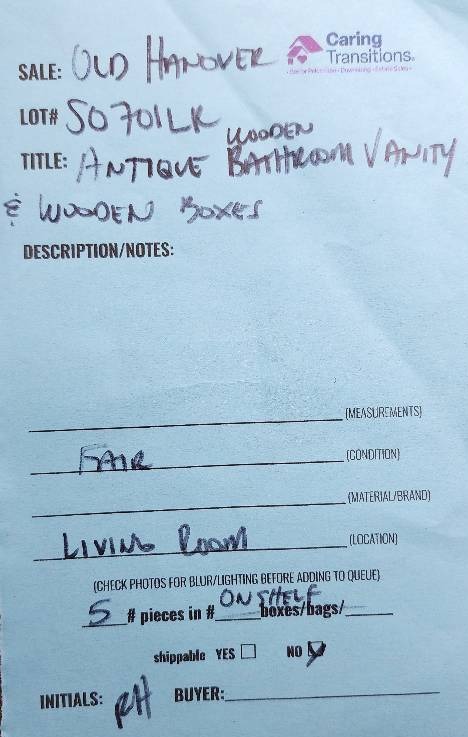 Caring
Transitions.
SALE: OLD HANOVER
LOT# SO701LK
WOODEN
TITLE: ANTIQUE BATHROOM VANITY
& WOODEN BOXES
DESCRIPTION/NOTES:
(MEASUREMENTS)
FAIR (CONDITION)
(MATERIAL/BRAND)
LIVING ROOM (LOCATION)
(CHECK PHOTOS FOR BLUR/LIGHTING BEFORE ADDING TO QUEUE)
ON SHELF
5 # pieces in #____boxes/bags/____
shippable YES ☐ NO ☑
INITIALS: RH BUYER: